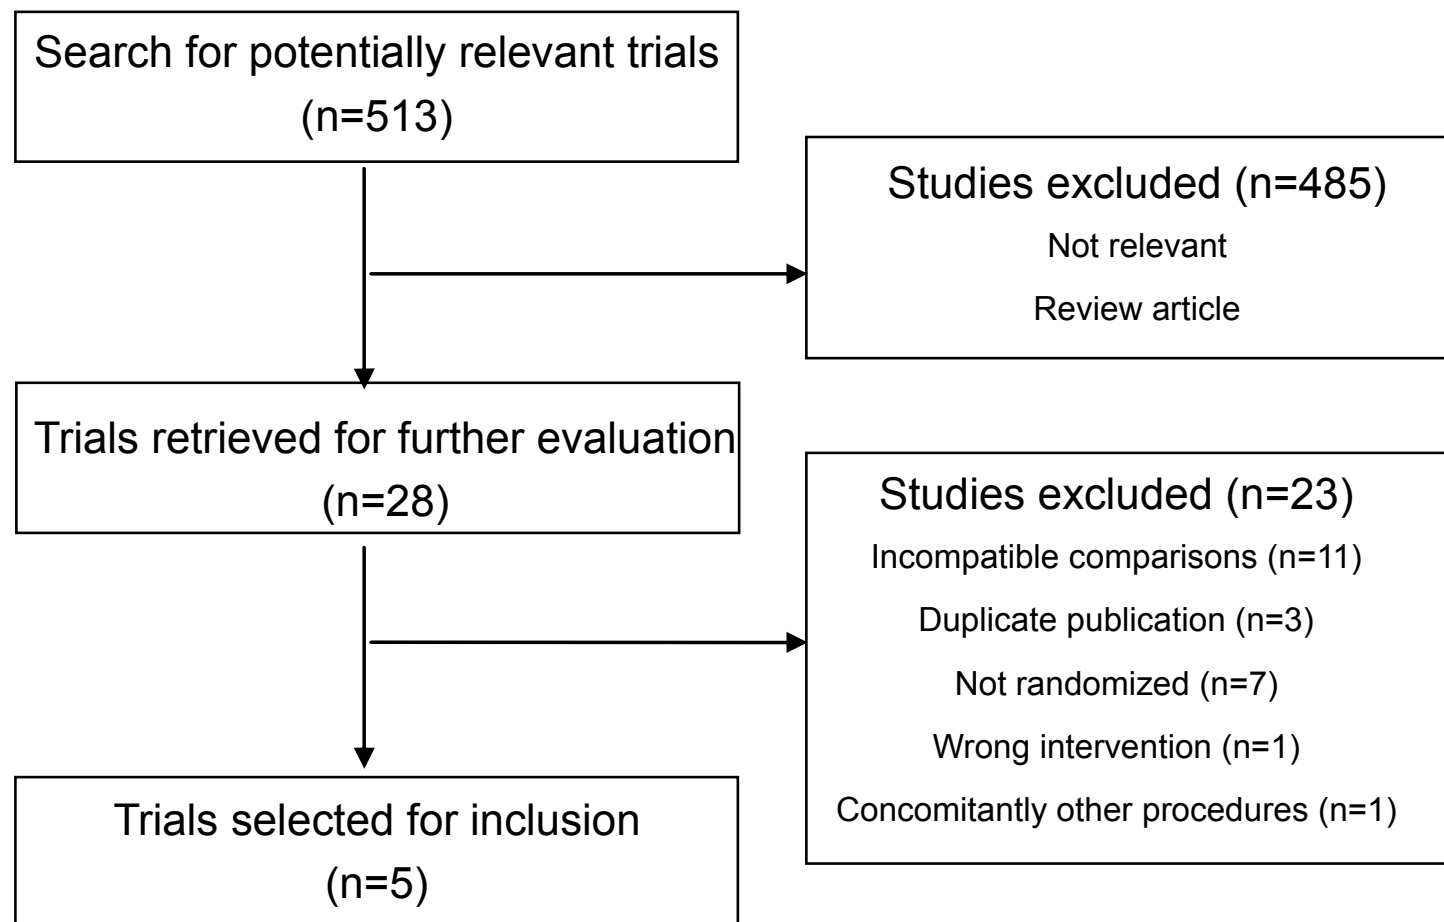 Search for potentially relevant trials
(n=513)
Studies excluded (n=485)
Not relevant
Review article
Trials retrieved for further evaluation
(n=28)
Studies excluded (n=23)
Incompatible comparisons (n=11)
Duplicate publication (n=3)
Not randomized (n=7)
Wrong intervention (n=1)
Concomitantly other procedures (n=1)
Trials selected for inclusion
(n=5)